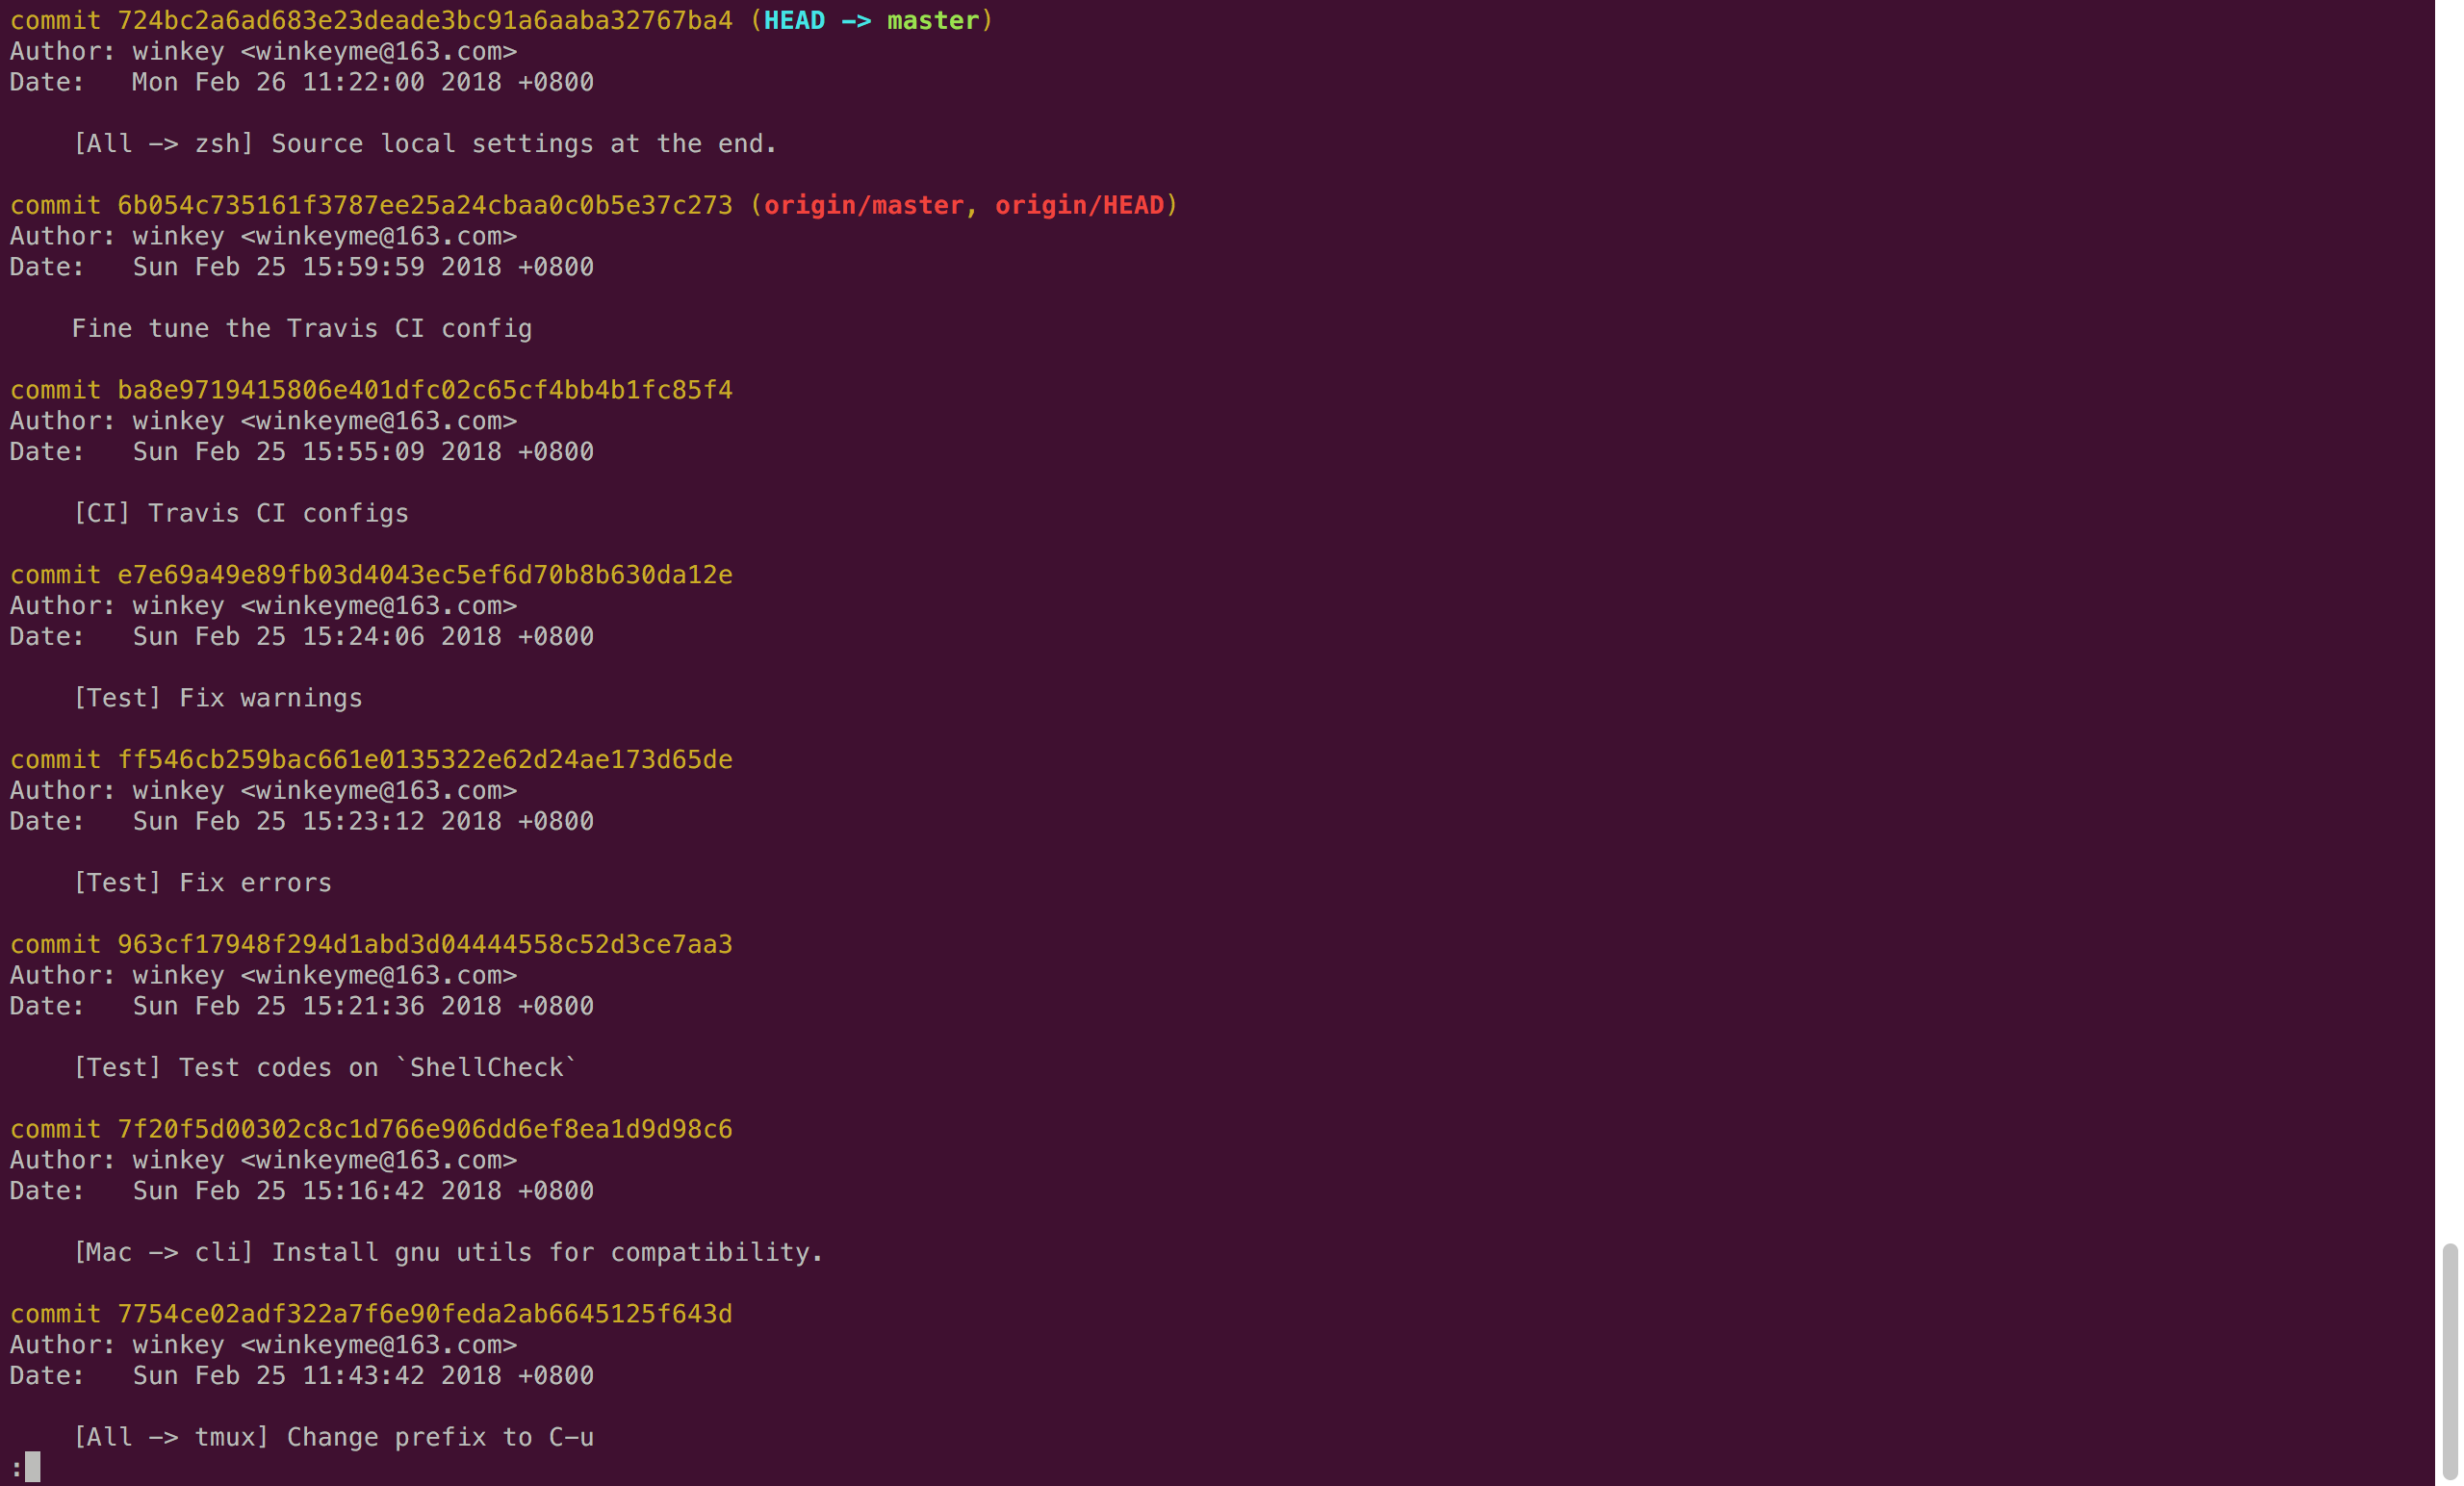 commit 724bc2a6ad683e23deade3bc91a6aaba32767ba4 (HEAD -> master)
Author: winkey <winkeyme@163.com>
Date:   Mon Feb 26 11:22:00 2018 +0800

    [All -> zsh] Source local settings at the end.

commit 6b054c735161f3787ee25a24cbaa0c0b5e37c273 (origin/master, origin/HEAD)
Author: winkey <winkeyme@163.com>
Date:   Sun Feb 25 15:59:59 2018 +0800

    Fine tune the Travis CI config

commit ba8e9719415806e401dfc02c65cf4bb4b1fc85f4
Author: winkey <winkeyme@163.com>
Date:   Sun Feb 25 15:55:09 2018 +0800

    [CI] Travis CI configs

commit e7e69a49e89fb03d4043ec5ef6d70b8b630da12e
Author: winkey <winkeyme@163.com>
Date:   Sun Feb 25 15:24:06 2018 +0800

    [Test] Fix warnings

commit ff546cb259bac661e0135322e62d24ae173d65de
Author: winkey <winkeyme@163.com>
Date:   Sun Feb 25 15:23:12 2018 +0800

    [Test] Fix errors

commit 963cf17948f294d1abd3d04444558c52d3ce7aa3
Author: winkey <winkeyme@163.com>
Date:   Sun Feb 25 15:21:36 2018 +0800

    [Test] Test codes on `ShellCheck`

commit 7f20f5d00302c8c1d766e906dd6ef8ea1d9d98c6
Author: winkey <winkeyme@163.com>
Date:   Sun Feb 25 15:16:42 2018 +0800

    [Mac -> cli] Install gnu utils for compatibility.

commit 7754ce02adf322a7f6e90feda2ab6645125f643d
Author: winkey <winkeyme@163.com>
Date:   Sun Feb 25 11:43:42 2018 +0800

    [All -> tmux] Change prefix to C-u
: